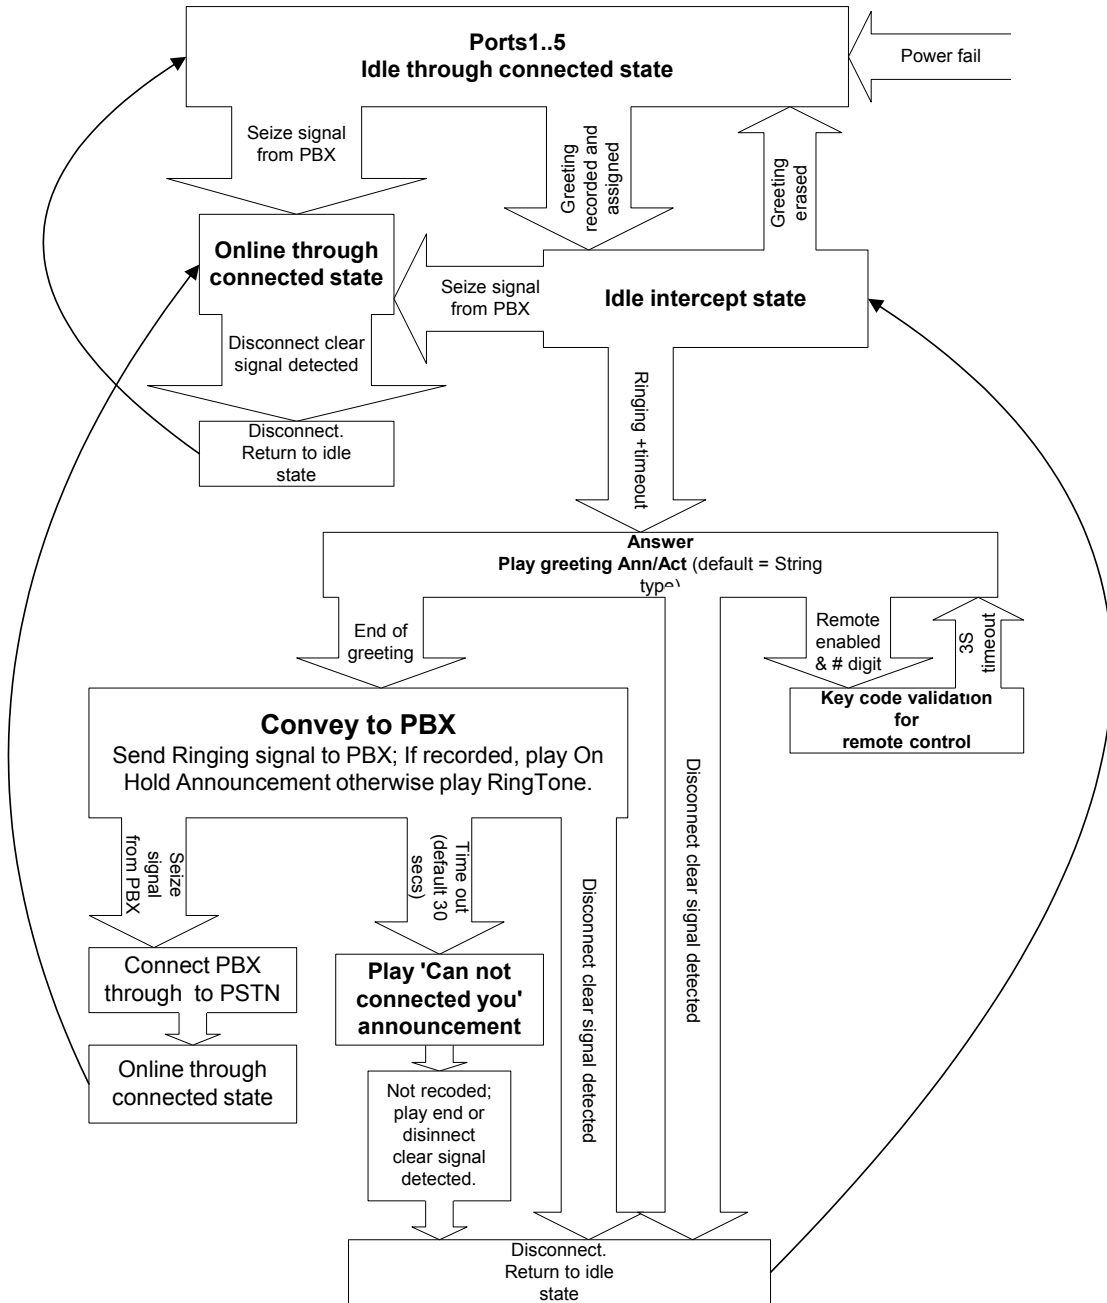 Ports1..5
Idle through connected state
Power fail
Seize signal
from PBX
Greeting
recorded and
assigned
Greeting
erased
Online through
connected state
Seize signal
from PBX
Idle intercept state
Disconnect clear
signal detected
Ringing +timeout
Disconnect.
Return to idle
state
Answer
Play greeting Ann/Act (default = String
type)
End of
greeting
Remote
enabled
& # digit
3S
timeout
Key code validation
for
remote control
Convey to PBX
Send Ringing signal to PBX; If recorded, play On
Hold Announcement otherwise play RingTone.
Disconnect clear signal detected
Seize
signal
from PBX
Time out
(default 30
secs)
Disconnect clear signal detected
Connect PBX
through to PSTN
Play 'Can not
connected you'
announcement
Online through
connected state
Not recoded;
play end or
disinnect
clear signal
detected.
Disconnect.
Return to idle
state